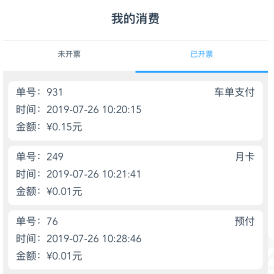 我的消费
未开票 已开票
单号：931 车单支付
时间：2019-07-26 10:20:15
金额：¥0.15元
单号：249 月卡
时间：2019-07-26 10:21:41
金额：¥0.01元
单号：76 预付
时间：2019-07-26 10:28:46
金额：¥0.01元